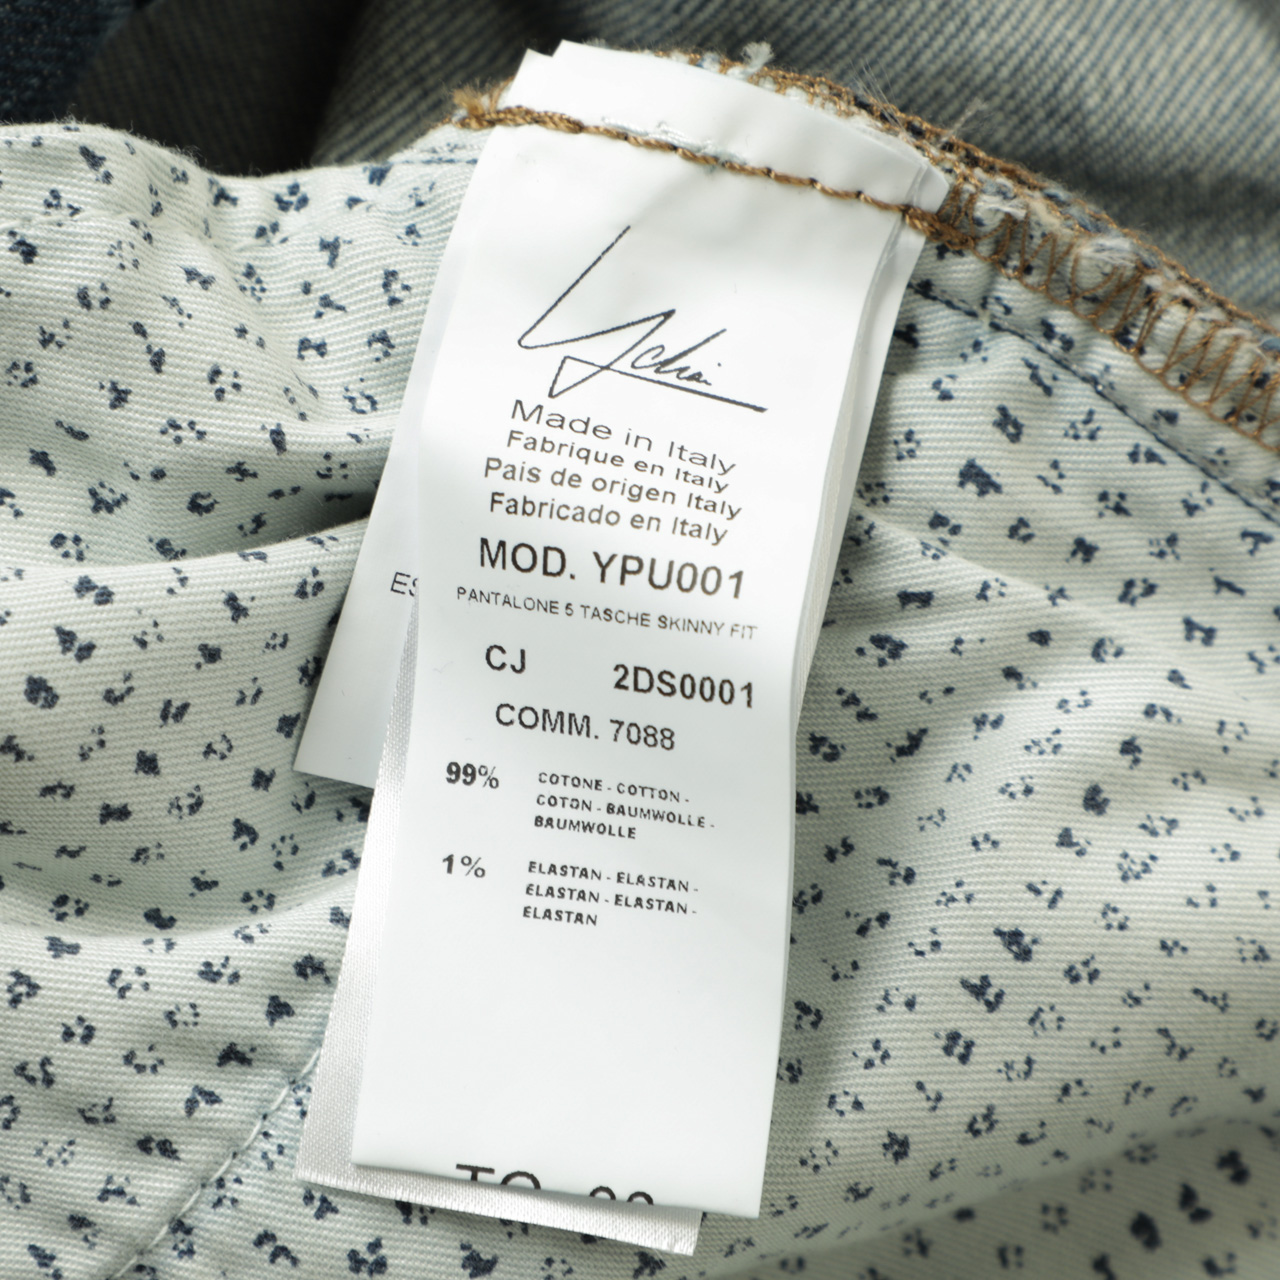 Made in Italy
Fabrique en Italy
Pais de origen Italy
Fabricado en Italy
MOD. YPU001
PANTALONE 5 TASCHE SKINNY FIT
ES
CJ 2DS0001
COMM. 7088
99% COTONE - COTTON -
COTON - BAUMWOLLE -
BAUMWOLLE
1% ELASTAN - ELASTAN -
ELASTAN - ELASTAN -
ELASTAN